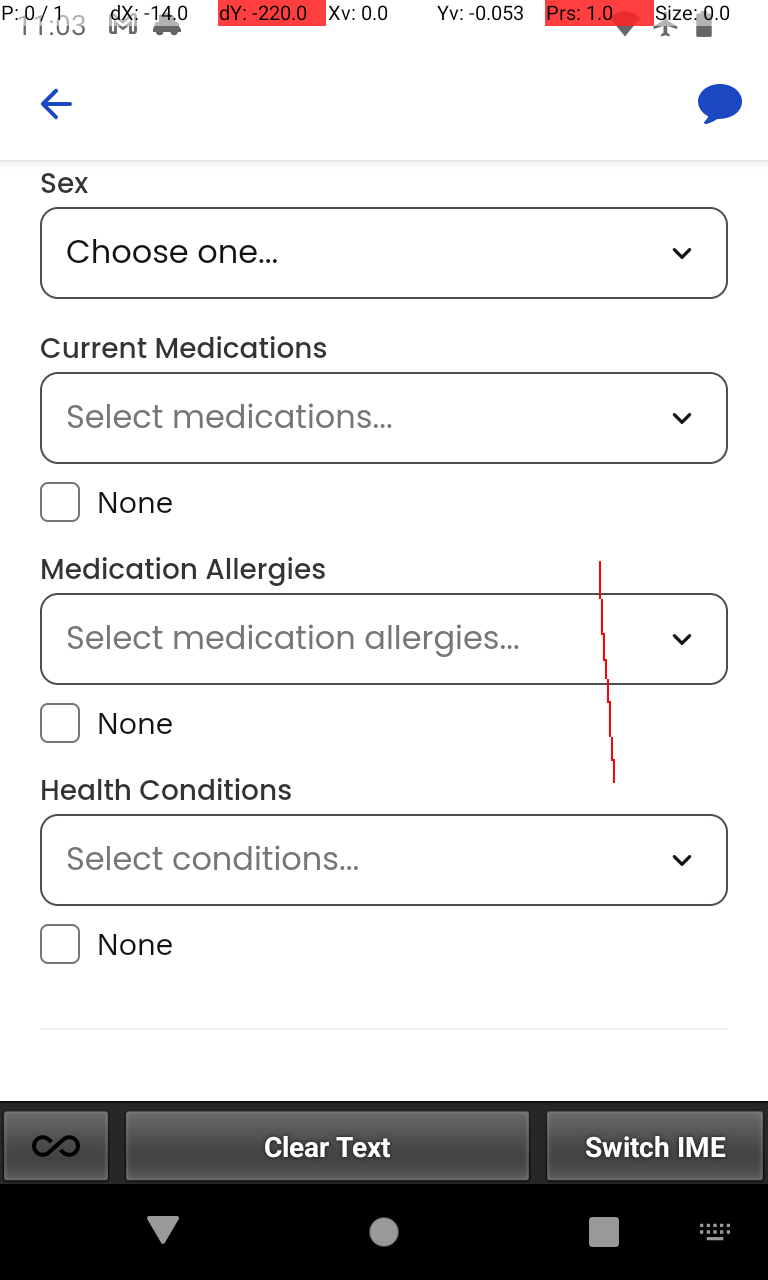 P: 0 / 1 dX: -14.0 dY: -220.0 Xv: 0.0 Yv: -0.053 Prs: 1.0 Size: 0.0
11:03
Sex
Choose one...
Current Medications
Select medications...
None
Medication Allergies
Select medication allergies...
None
Health Conditions
Select conditions...
None
Clear Text Switch IME